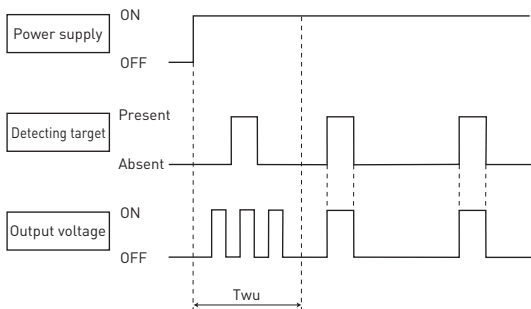 ON
Power supply
OFF
Present
Detecting target
Absent
ON
Output voltage
OFF
Twu